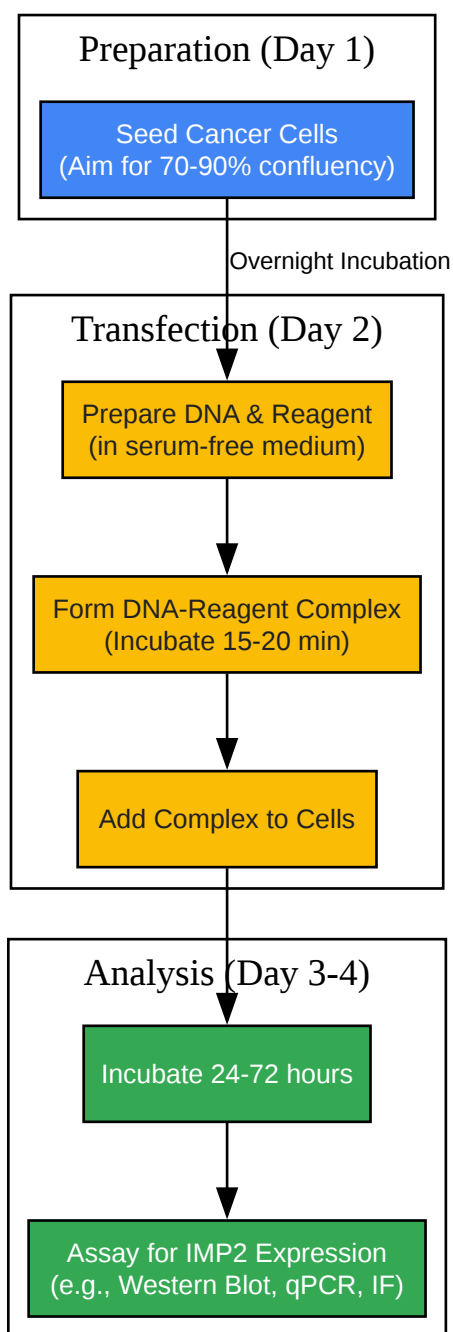 Preparation (Day 1)
Seed Cancer Cells
(Aim for 70-90% confluency)
Overnight Incubation
Transfection (Day 2)
Prepare DNA & Reagent
(in serum-free medium)
Form DNA-Reagent Complex
(Incubate 15-20 min)
Add Complex to Cells
Analysis (Day 3-4)
Incubate 24-72 hours
Assay for IMP2 Expression
(e.g., Western Blot, qPCR, IF)